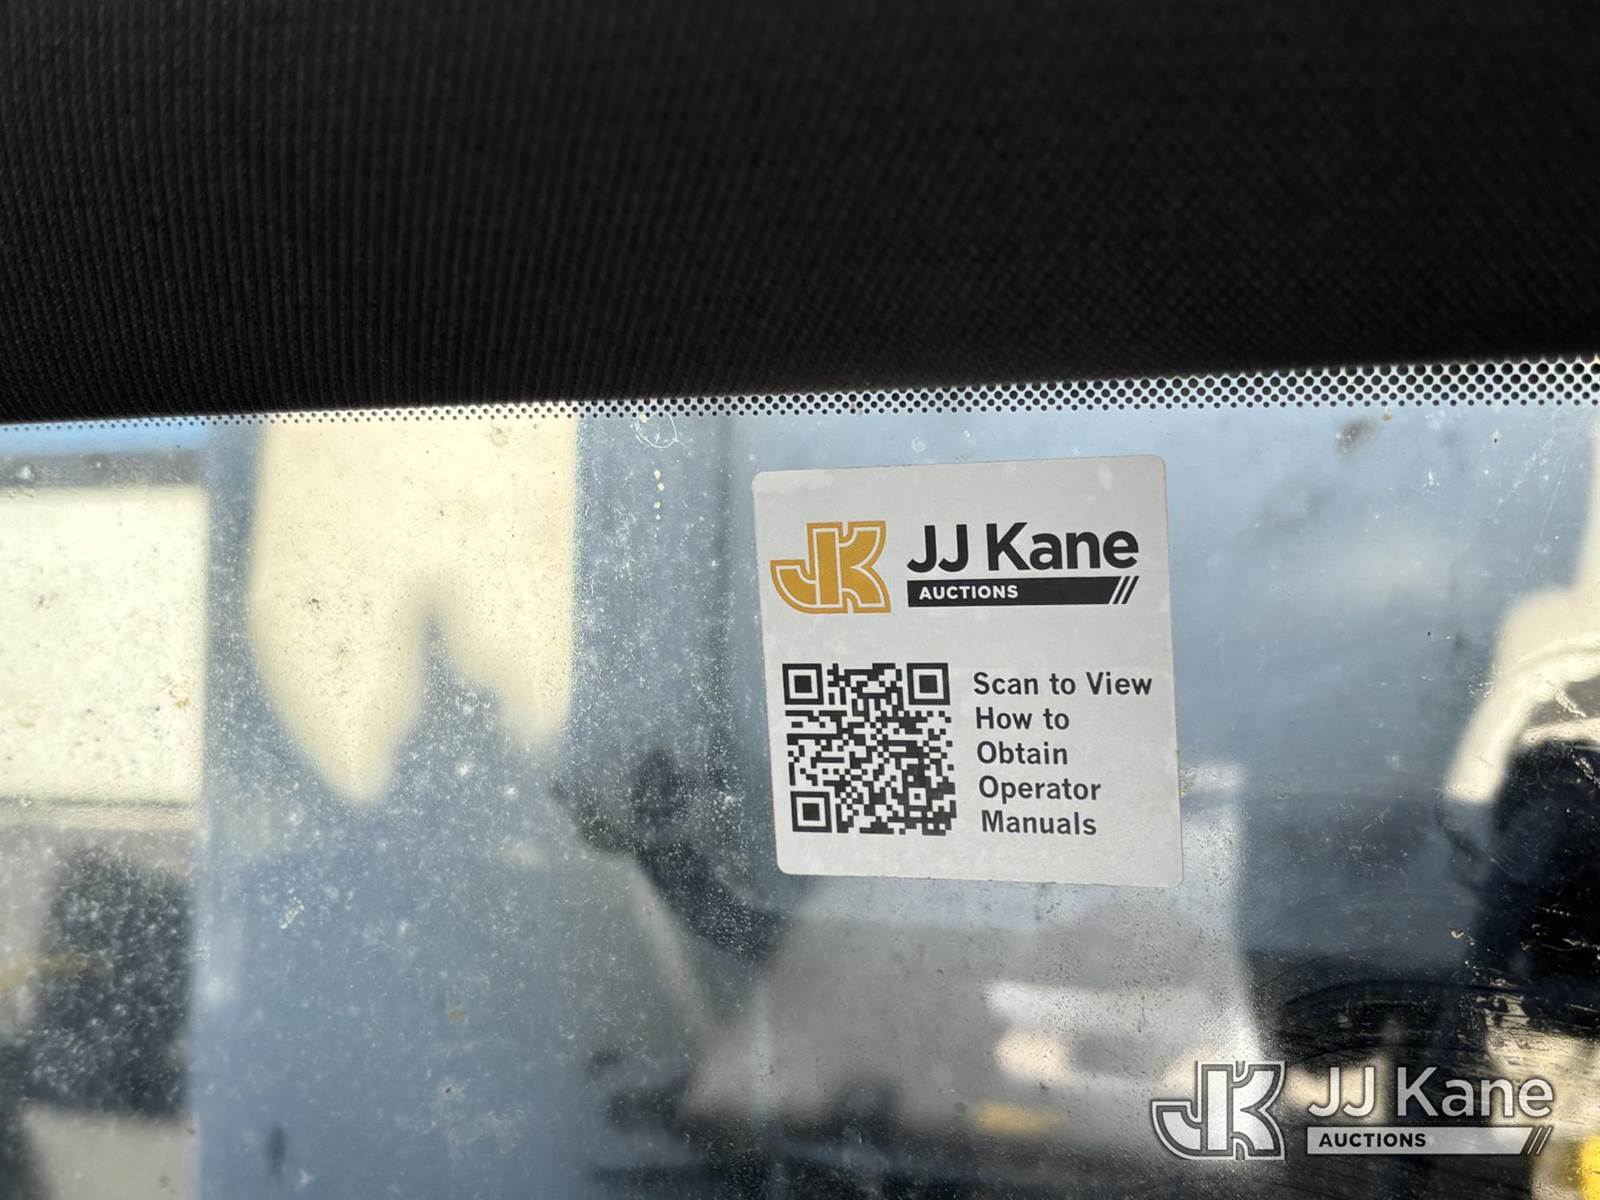 JK JJ Kane
AUCTIONS
Scan to View
How to
Obtain
Operator
Manuals
JK JJ Kane
AUCTIONS